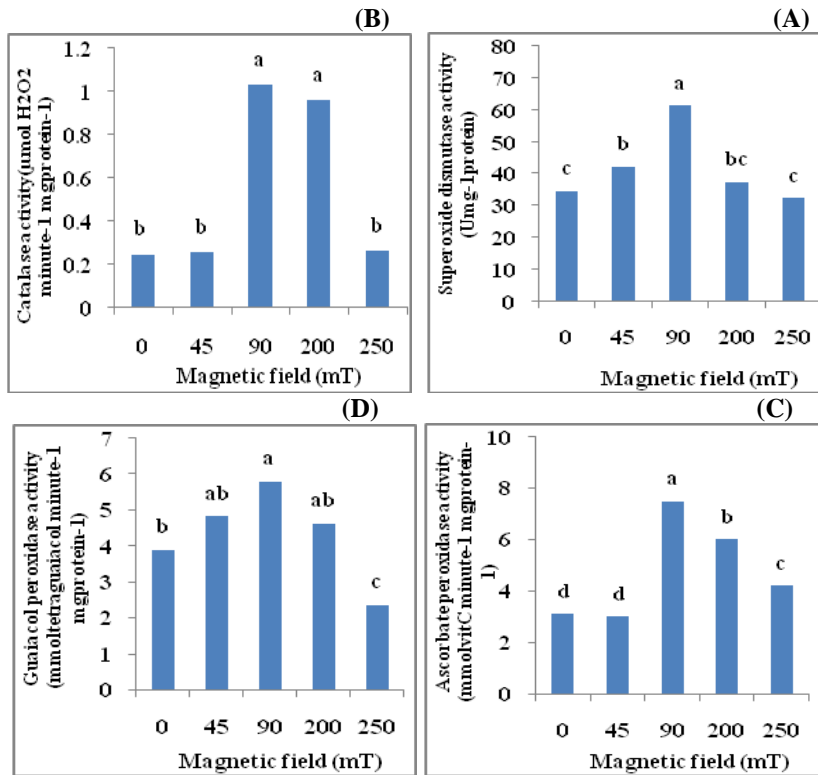 (B)
Catalase activity (umol H2O2
minute-1 mgprotein-1)
1.2
1
0.8
0.6
0.4
0.2
0
b b a a b
0 45 90 200 250
Magnetic field (mT)
(A)
Superoxide dismutase activity
(Umg-1protein)
80
70
60
50
40
30
20
10
0
c b a bc c
0 45 90 200 250
Magnetic field (mT)
(D)
Guaiacol peroxidase activity
(mmoltetraguaiacol minute-1
mgprotein-1)
7
6
5
4
3
2
1
0
b ab a ab c
0 45 90 200 250
Magnetic field (mT)
(C)
Ascorbate peroxidase activity
(mmolvitC minute-1 mgprotein-
1)
10
8
6
4
2
0
d d a b c
0 45 90 200 250
Magnetic field (mT)